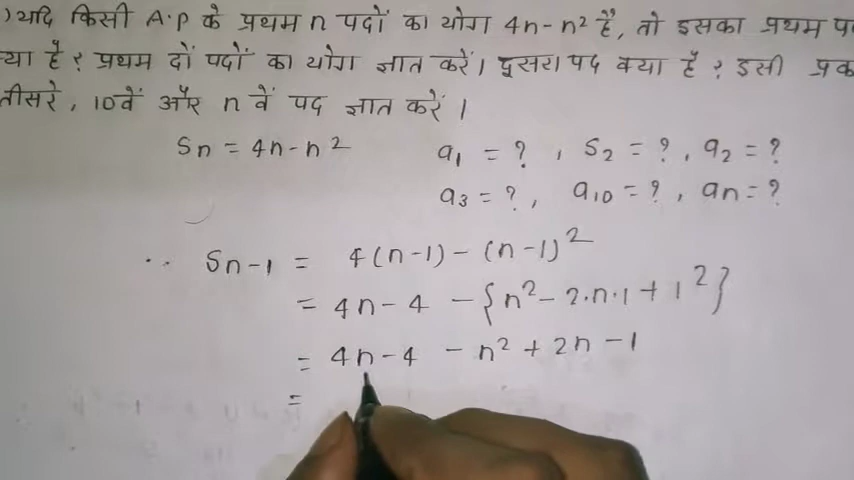 )यदि किसी A.P के प्रथम n पदों का योग 4n - n² है, तो इसका प्रथम
क्या है? प्रथम दों पदों का योग ज्ञात करें। दूसरा पद क्या है? इसी
तीसरे, 10वें और n वें पद ज्ञात करें।
Sn = 4n - n² a₁ = ?, S₂ = ?, a₂ = ?
a₃ = ?, a₁₀ = ?, an = ?
∴ Sn-1 = 4(n-1) - (n-1)²
= 4n - 4 - {n² - 2.n.1 + 1²}
= 4n - 4 - n² + 2n - 1
=